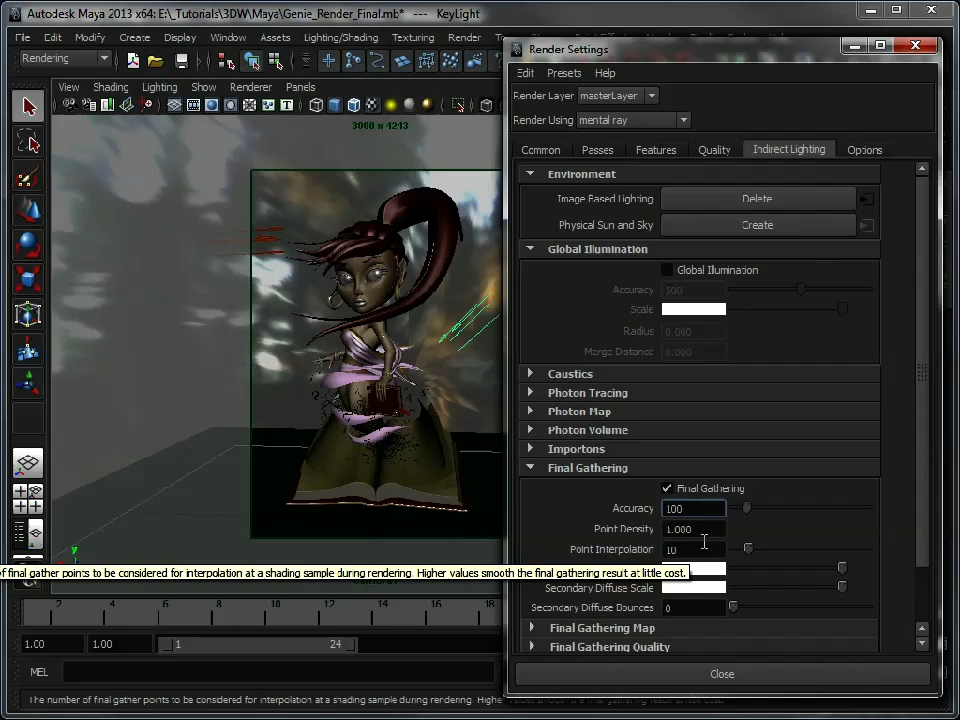 Autodesk Maya 2013 x64: E:\_Tutorials\3DW\Maya\Genie_Render_Final.mb* --- KeyLight
File Edit Modify Create Display Window Assets Lighting/Shading Texturing Render
Rendering
View Shading Lighting Show Renderer Panels
3000 x 4243
Render Settings
Edit Presets Help
Render Layer masterLayer
Render Using mental ray
Common Passes Features Quality Indirect Lighting Options
Environment
Image Based Lighting Delete
Physical Sun and Sky Create
Global Illumination
Global Illumination
Accuracy 500
Scale
Radius 0.000
Merge Distance 0.000
Caustics
Photon Tracing
Photon Map
Photon Volume
Importons
Final Gathering
Final Gathering
Accuracy 100
Point Density 1.000
Point Interpolation 10
of final gather points to be considered for interpolation at a shading sample during rendering. Higher values smooth the final gathering result at little cost.
Secondary Diffuse Scale
Secondary Diffuse Bounces 0
Final Gathering Map
Final Gathering Quality
Close
y
2 4 6 8 10 12 14 16 18
1.00 1.00 1 24
MEL
The number of final gather points to be considered for interpolation at a shading sample during rendering.